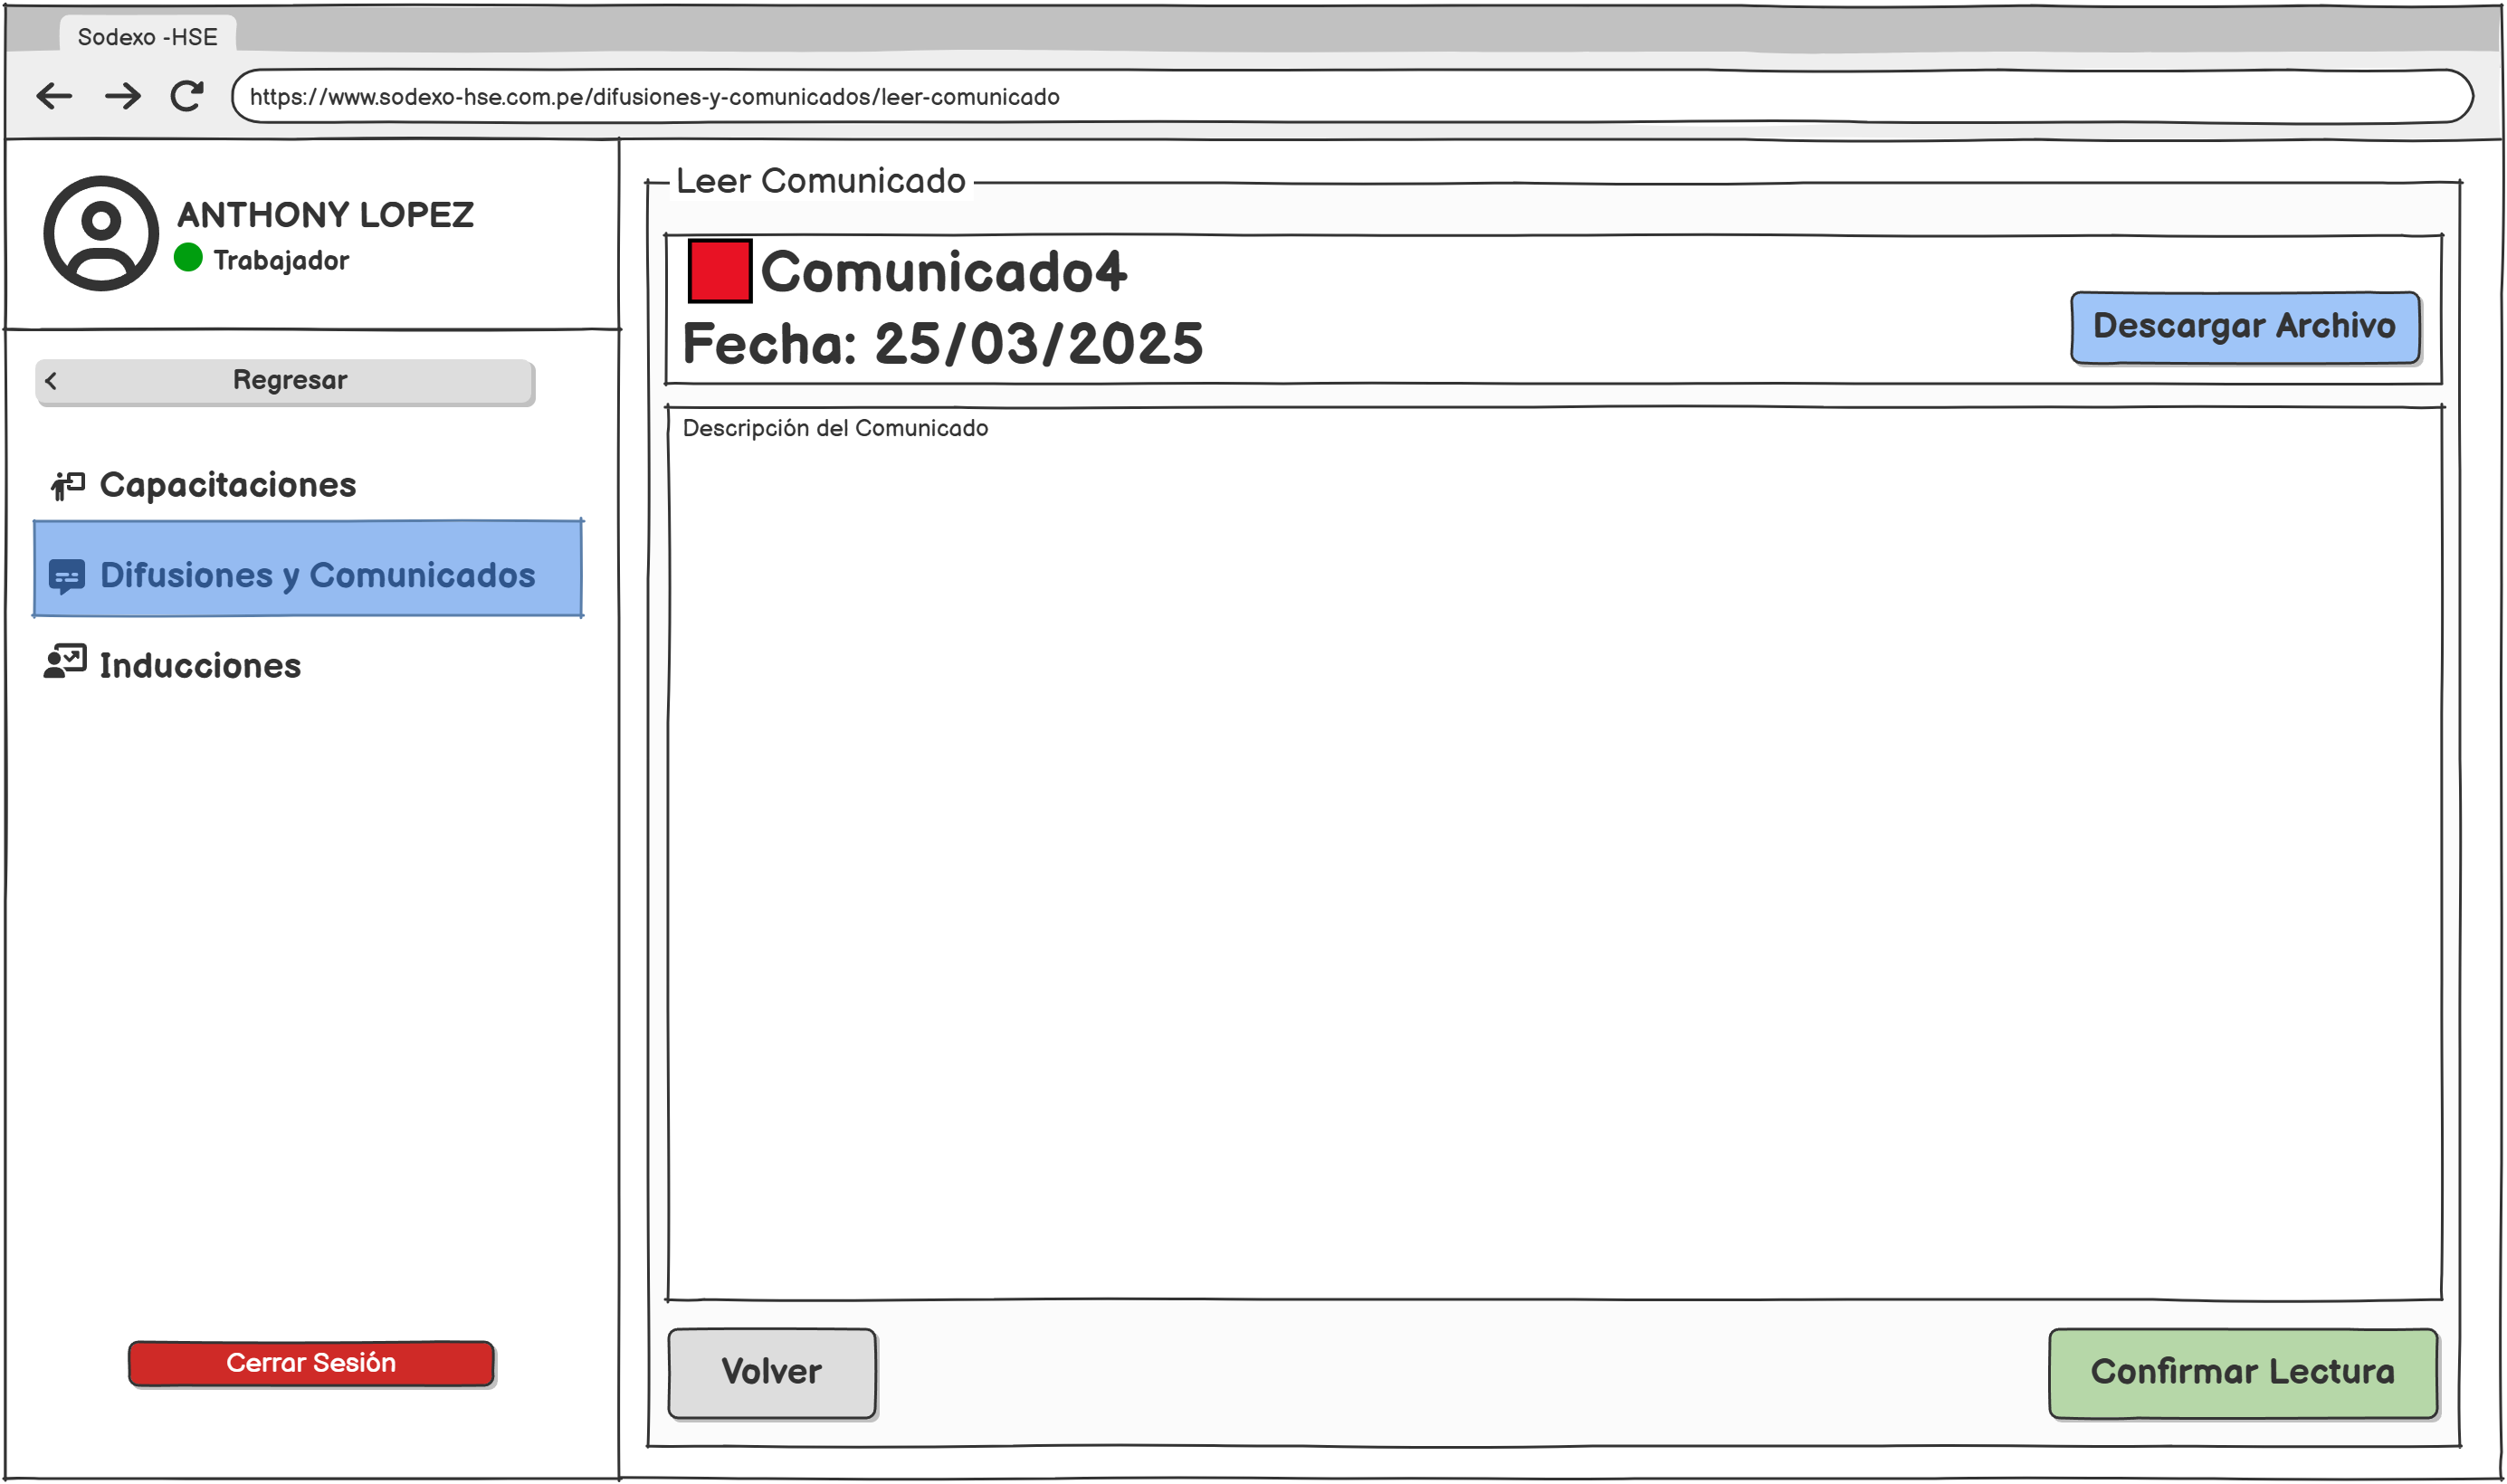 Sodexo -HSE
https://www.sodexo-hse.com.pe/difusiones-y-comunicados/leer-comunicado
ANTHONY LOPEZ
Trabajador
Regresar
Capacitaciones
Difusiones y Comunicados
Inducciones
Cerrar Sesión
Leer Comunicado
Comunicado4
Fecha: 25/03/2025
Descargar Archivo
Descripción del Comunicado
Volver
Confirmar Lectura